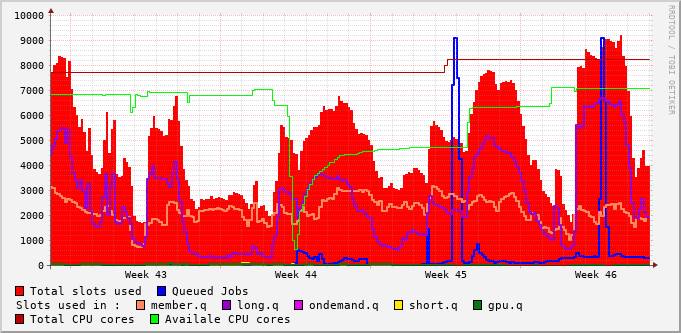 RRDTOOL / TOBI OETIKER
10000
9000
8000
7000
6000
5000
4000
3000
2000
1000
0
Week 43 Week 44 Week 45 Week 46
Total slots used Queued Jobs
Slots used in : member.q long.q ondemand.q short.q gpu.q
Total CPU cores Availale CPU cores